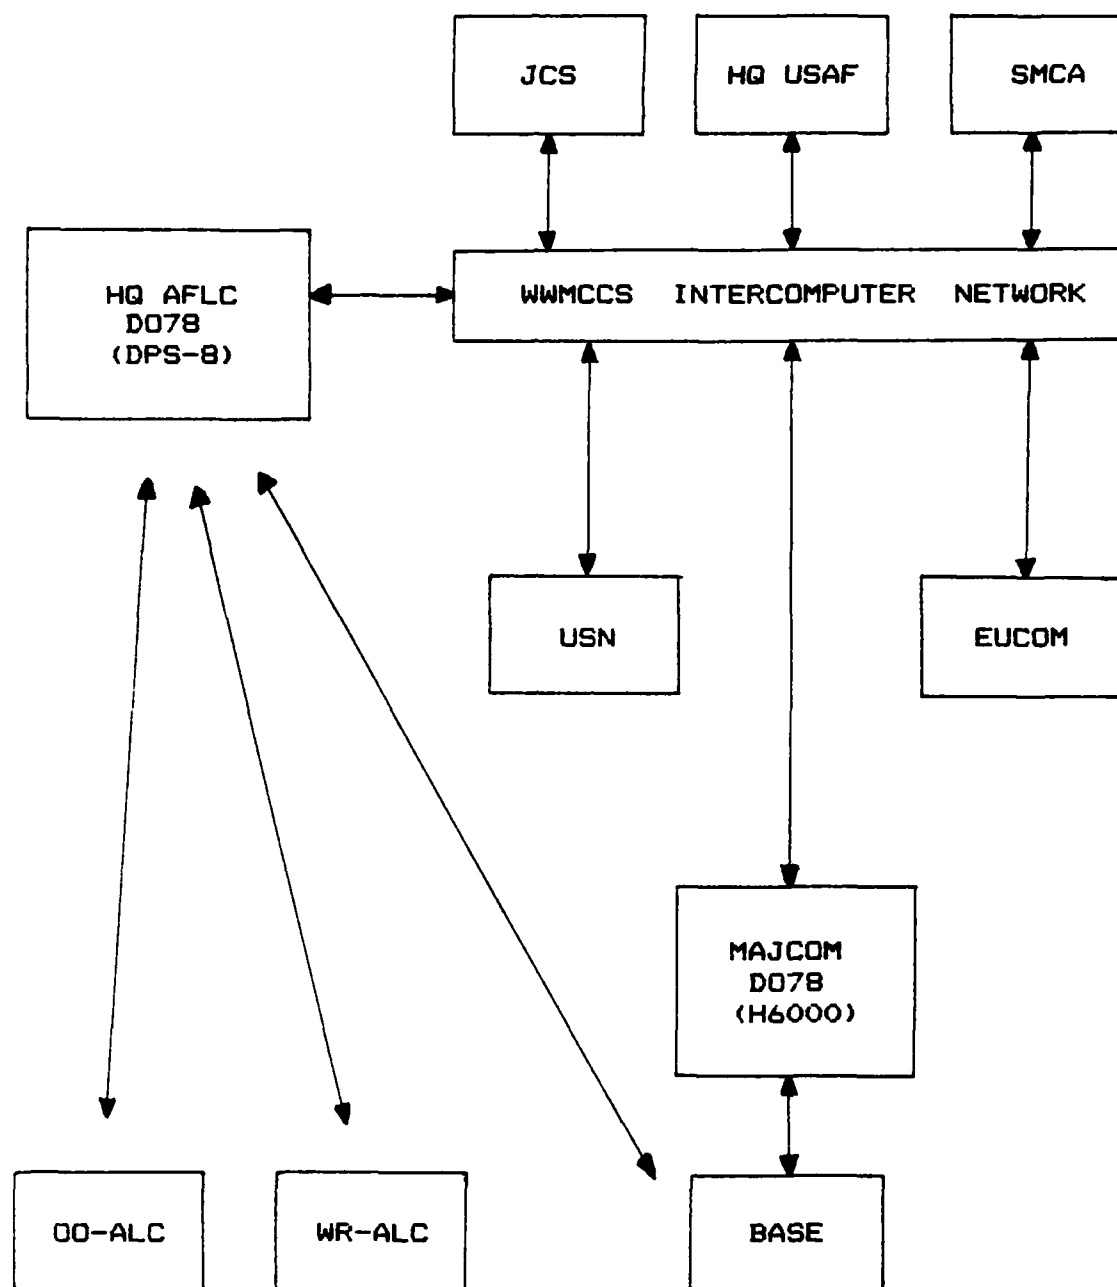 JCS
HQ USAF
SMCA
HQ AFLC
D078
(DPS-8)
WWMCCS INTERCOMPUTER NETWORK
USN
EUCOM
MAJCOM
D078
(H6000)
OO-ALC
WR-ALC
BASE